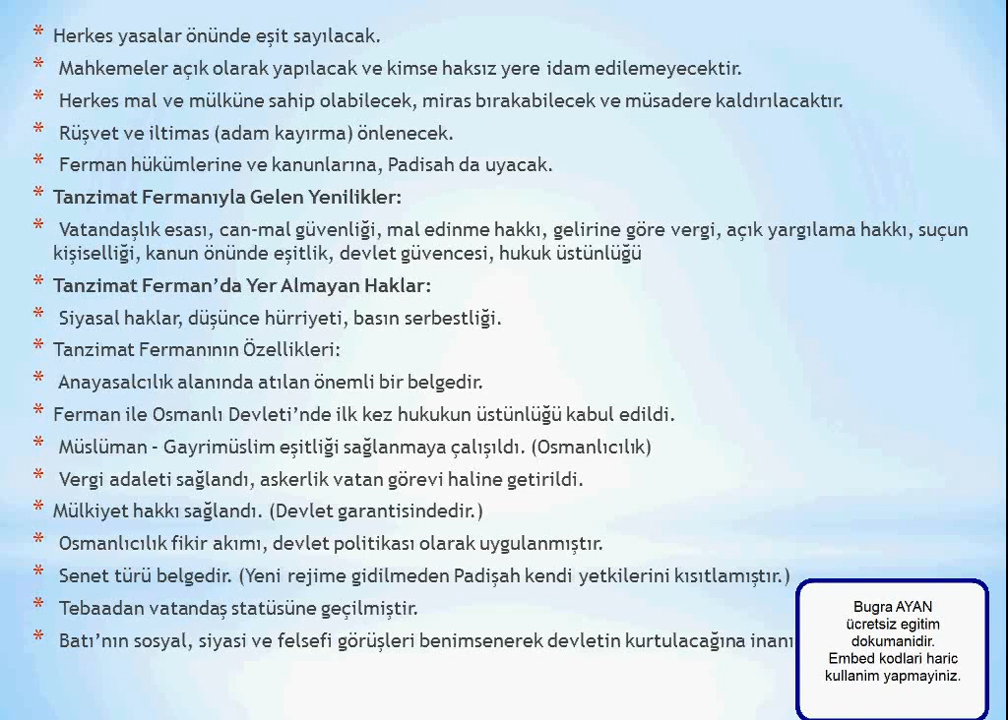 * Herkes yasalar önünde eşit sayılacak.
* Mahkemeler açık olarak yapılacak ve kimse haksız yere idam edilemeyecektir.
* Herkes mal ve mülküne sahip olabilecek, miras bırakabilecek ve müsadere kaldırılacaktır.
* Rüşvet ve iltimas (adam kayırma) önlenecek.
* Ferman hükümlerine ve kanunlarına, Padisah da uyacak.
* Tanzimat Fermanıyla Gelen Yenilikler:
* Vatandaşlık esası, can-mal güvenliği, mal edinme hakkı, gelirine göre vergi, açık yargılama hakkı, suçun
kişiselliği, kanun önünde eşitlik, devlet güvencesi, hukuk üstünlüğü
* Tanzimat Ferman’da Yer Almayan Haklar:
* Siyasal haklar, düşünce hürriyeti, basın serbestliği.
* Tanzimat Fermanının Özellikleri:
* Anayasalcılık alanında atılan önemli bir belgedir.
* Ferman ile Osmanlı Devleti’nde ilk kez hukukun üstünlüğü kabul edildi.
* Müslüman - Gayrimüslim eşitliği sağlanmaya çalışıldı. (Osmanlıcılık)
* Vergi adaleti sağlandı, askerlik vatan görevi haline getirildi.
* Mülkiyet hakkı sağlandı. (Devlet garantisindedir.)
* Osmanlıcılık fikir akımı, devlet politikası olarak uygulanmıştır.
* Senet türü belgedir. (Yeni rejime gidilmeden Padişah kendi yetkilerini kısıtlamıştır.)
* Tebaadan vatandaş statüsüne geçilmiştir.
* Batı’nın sosyal, siyasi ve felsefi görüşleri benimsenerek devletin kurtulacağına
Bugra AYAN
ücretsiz egitim
dokumanidir.
Embed kodlari haric
kullanim yapmayiniz.